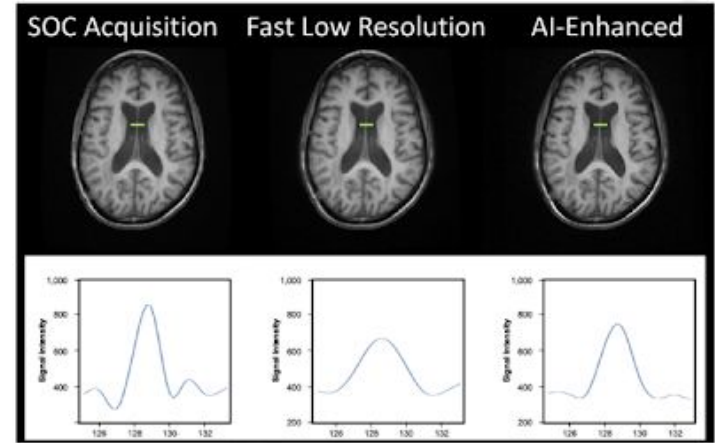 SOC Acquisition Fast Low Resolution AI-Enhanced
1,000 1,000 1,000
800 800 800
600 600 600
400 400 400
200 200 200
Signal Intensity Signal Intensity Signal Intensity
126 128 130 132 126 128 130 132 126 128 130 132